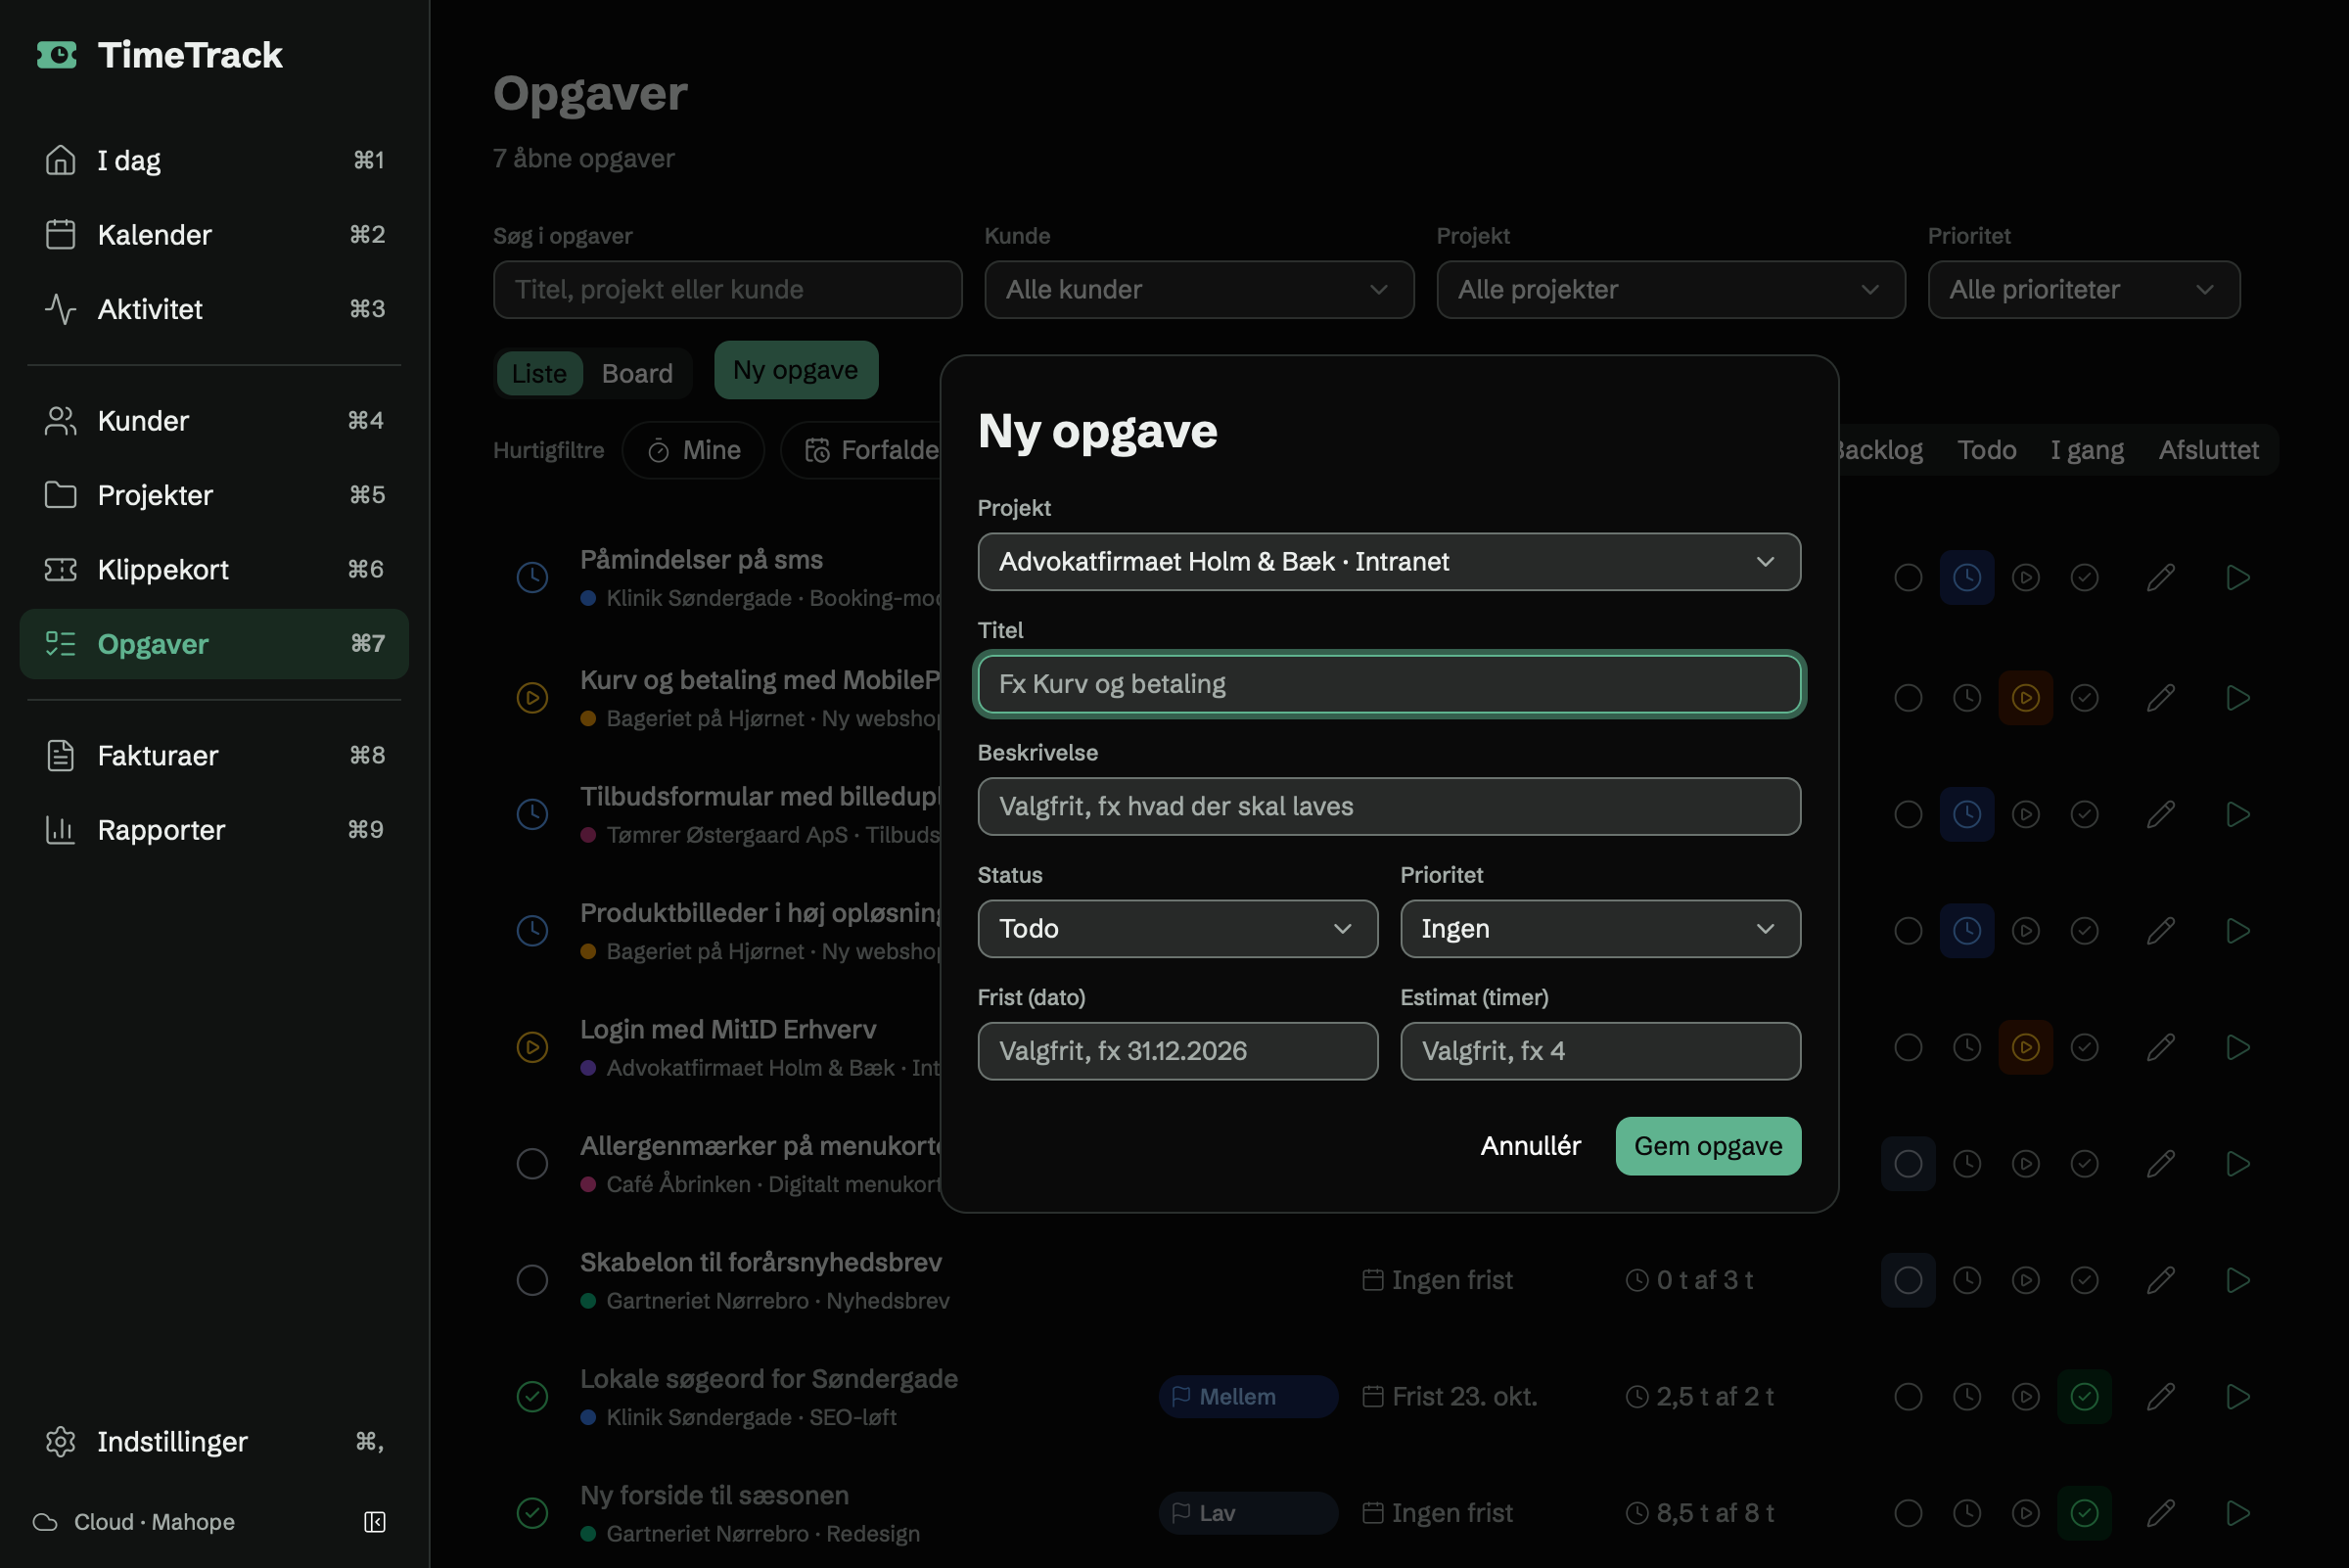 TimeTrack
I dag ⌘1
Kalender ⌘2
Aktivitet ⌘3
Kunder ⌘4
Projekter ⌘5
Klippekort ⌘6
Opgaver ⌘7
Fakturaer ⌘8
Rapporter ⌘9
Indstillinger ⌘,
Cloud · Mahope
Opgaver
7 åbne opgaver
Søg i opgaver Kunde Projekt Prioritet
Titel, projekt eller kunde Alle kunder Alle projekter Alle prioriteter
Liste Board Ny opgave
Hurtigfiltre Mine Forfalde
Backlog Todo I gang Afsluttet
Påmindelser på sms
Klinik Søndergade · Booking-mo
Kurv og betaling med MobileP
Bageriet på Hjørnet · Ny websho
Tilbudsformular med billedupl
Tømrer Østergaard ApS · Tilbuds
Produktbilleder i høj opløsning
Bageriet på Hjørnet · Ny websho
Login med MitID Erhverv
Advokatfirmaet Holm & Bæk · Int
Allergenmærker på menukorte
Café Åbrinken · Digitalt menukort
Skabelon til forårsnyhedsbrev
Gartneriet Nørrebro · Nyhedsbrev
Ingen frist 0 t af 3 t
Lokale søgeord for Søndergade
Klinik Søndergade · SEO-løft
Mellem Frist 23. okt. 2,5 t af 2 t
Ny forside til sæsonen
Gartneriet Nørrebro · Redesign
Lav Ingen frist 8,5 t af 8 t
Ny opgave
Projekt
Advokatfirmaet Holm & Bæk · Intranet
Titel
Fx Kurv og betaling
Beskrivelse
Valgfrit, fx hvad der skal laves
Status Prioritet
Todo Ingen
Frist (dato) Estimat (timer)
Valgfrit, fx 31.12.2026 Valgfrit, fx 4
Annullér Gem opgave